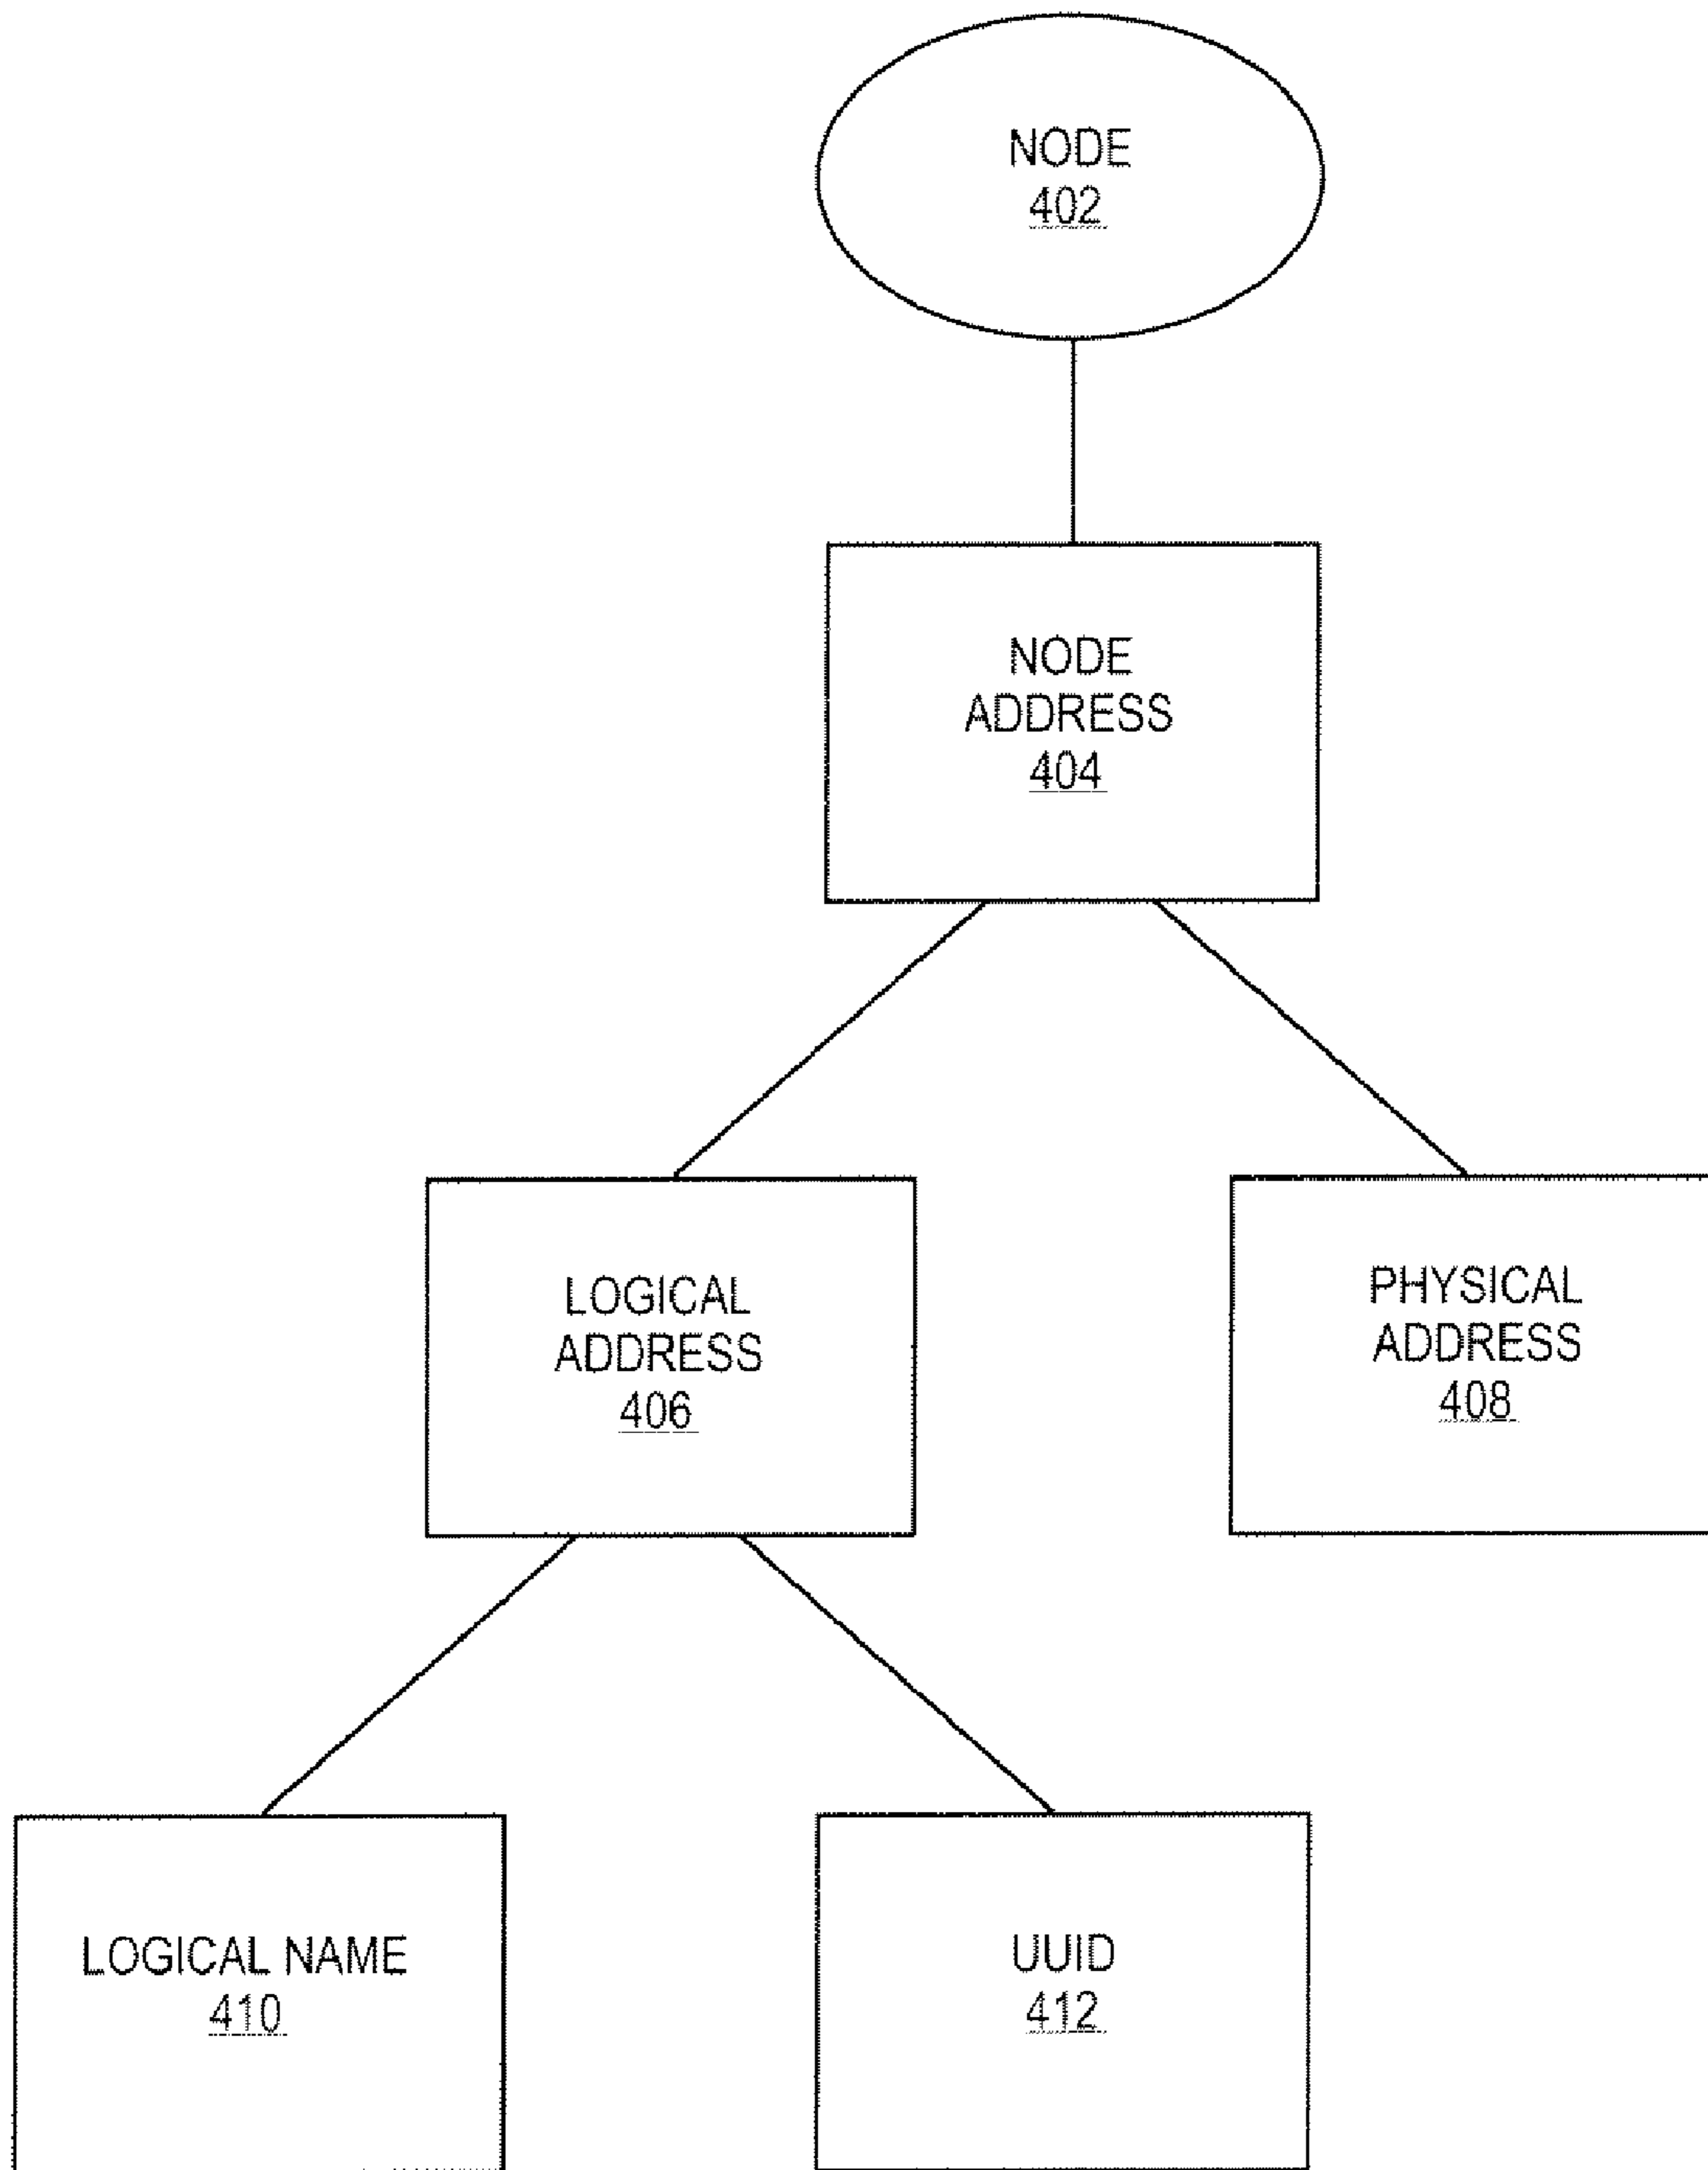 NODE
402
NODE
ADDRESS
404
LOGICAL
ADDRESS
406
PHYSICAL
ADDRESS
408
LOGICAL NAME
410
UUID
412